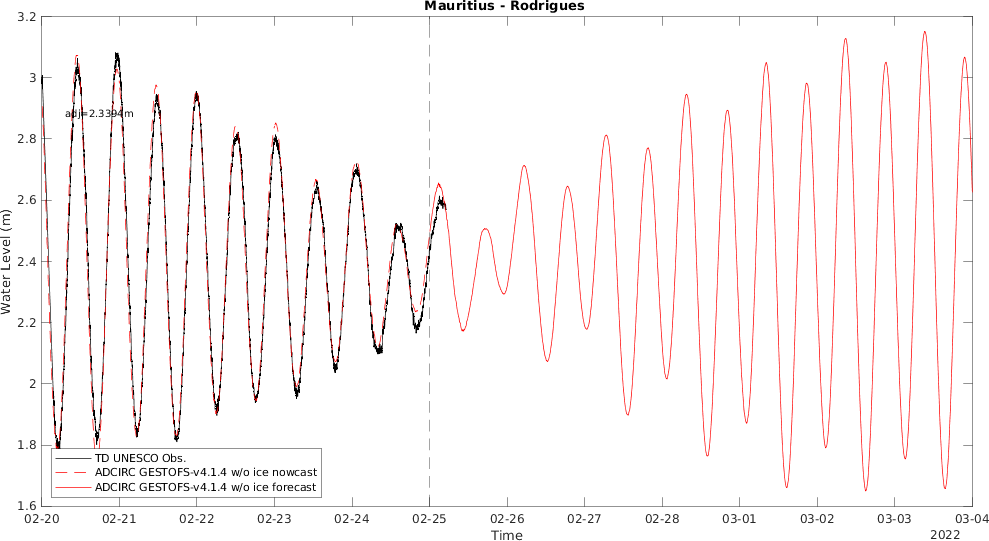 Mauritius - Rodrigues
3.2
3
2.8
2.6
2.4
2.2
2
1.8
1.6
Water Level (m)
adj=2.3394m
TD UNESCO Obs.
ADCIRC GESTOFS-v4.1.4 w/o ice nowcast
ADCIRC GESTOFS-v4.1.4 w/o ice forecast
02-20 02-21 02-22 02-23 02-24 02-25 02-26 02-27 02-28 03-01 03-02 03-03 03-04
Time
2022